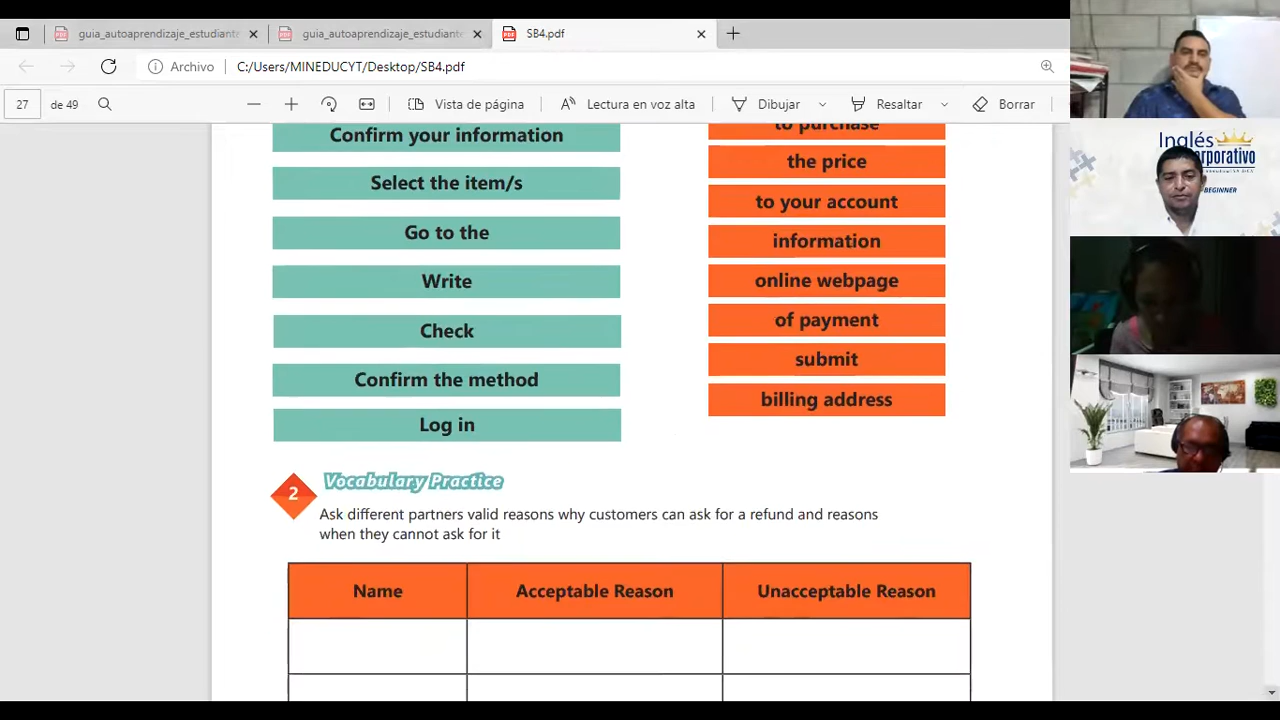 guia_autoaprendizaje_estudiante
guia_autoaprendizaje_estudiante
SB4.pdf
Archivo
C:/Users/MINEDUCYT/Desktop/SB4.pdf
27
de 49
Vista de página
Lectura en voz alta
Dibujar
Resaltar
Borrar
Confirm your information
Select the item/s
Go to the
Write
Check
Confirm the method
Log in
to purchase
the price
to your account
information
online webpage
of payment
submit
billing address
2
Vocabulary Practice
Ask different partners valid reasons why customers can ask for a refund and reasons
when they cannot ask for it
Name
Acceptable Reason
Unacceptable Reason
Inglés
BEGINNER